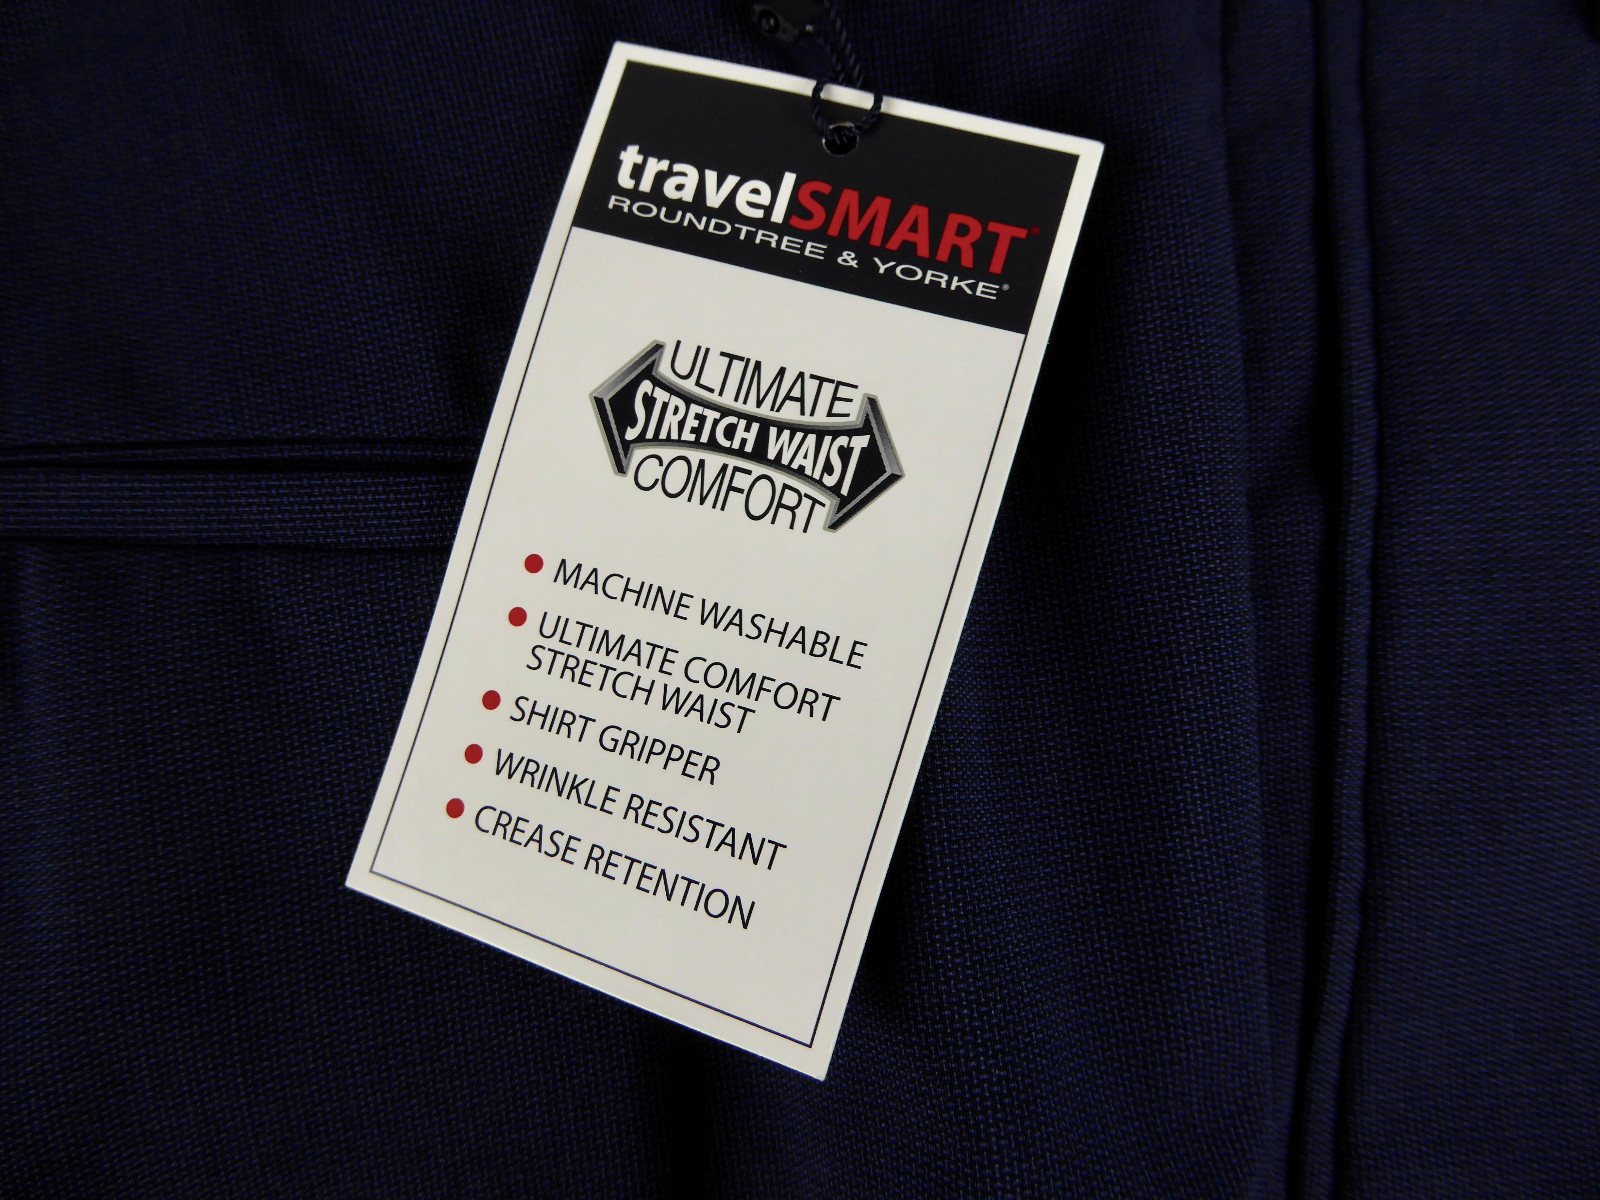 travelSMART®
ROUNDTREE & YORKE®
ULTIMATE
STRETCH WAIST
COMFORT
● MACHINE WASHABLE
● ULTIMATE COMFORT
STRETCH WAIST
● SHIRT GRIPPER
● WRINKLE RESISTANT
● CREASE RETENTION